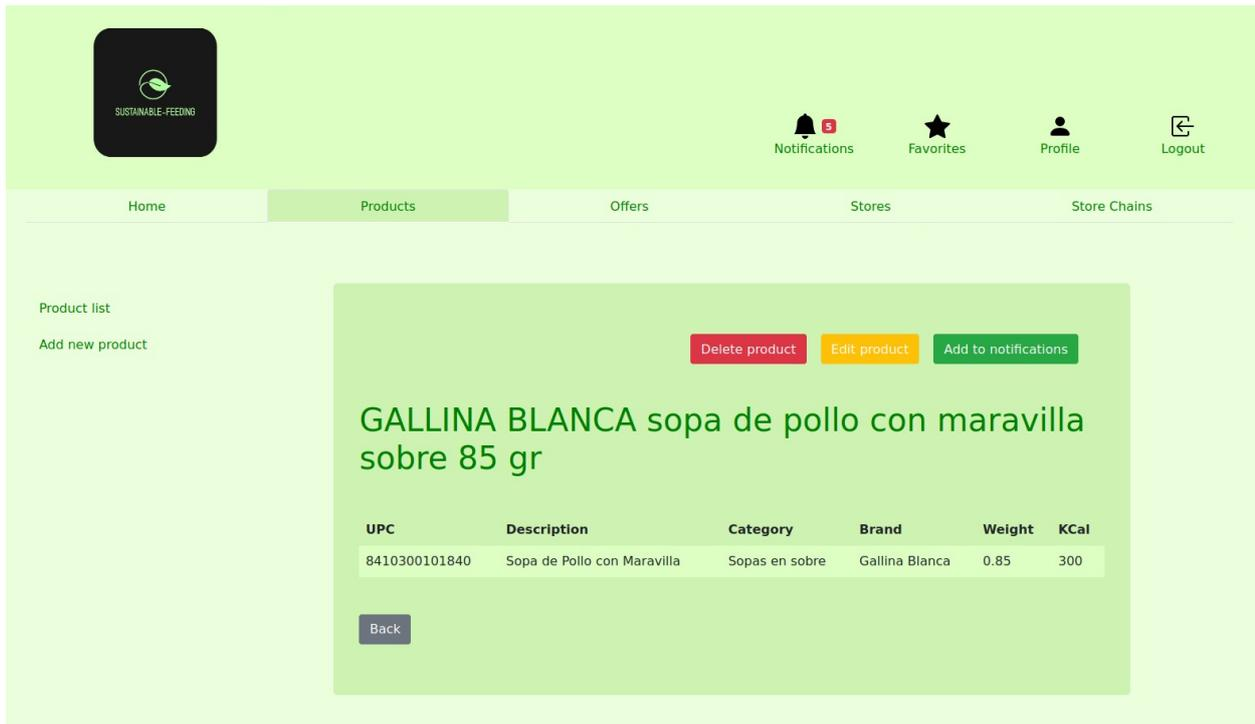 SUSTAINABLE-FEEDING
5
Notifications Favorites Profile Logout
Home Products Offers Stores Store Chains
Product list
Add new product
Delete product Edit product Add to notifications
GALLINA BLANCA sopa de pollo con maravilla
sobre 85 gr
UPC Description Category Brand Weight KCal
8410300101840 Sopa de Pollo con Maravilla Sopas en sobre Gallina Blanca 0.85 300
Back